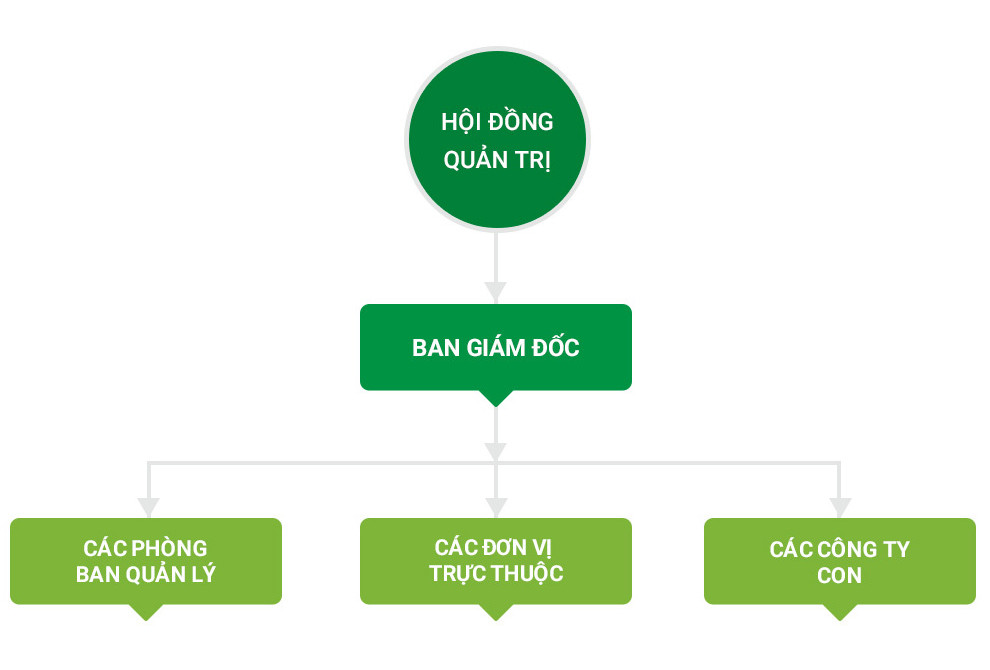 HỘI ĐỒNG
QUẢN TRỊ
BAN GIÁM ĐỐC
CÁC PHÒNG
BAN QUẢN LÝ
CÁC ĐƠN VỊ
TRỰC THUỘC
CÁC CÔNG TY
CON